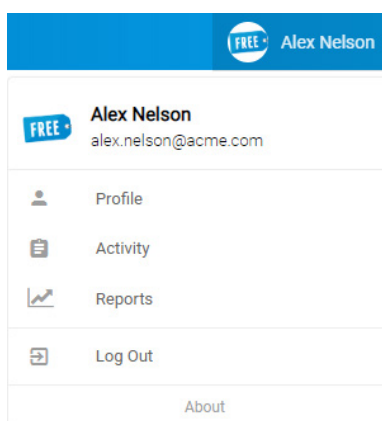 FREE Alex Nelson
Alex Nelson
FREE alex.nelson@acme.com
Profile
Activity
Reports
Log Out
About